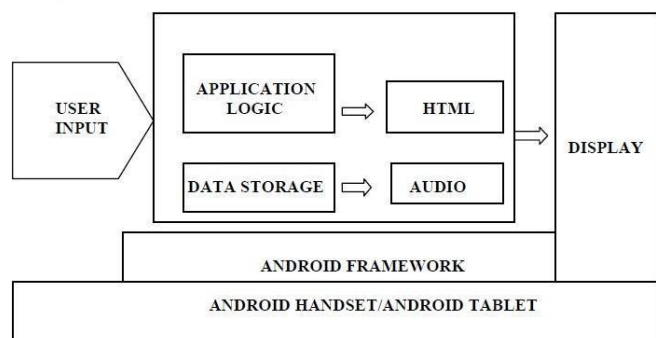 USER
INPUT
APPLICATION
LOGIC
HTML
DATA STORAGE
AUDIO
DISPLAY
ANDROID FRAMEWORK
ANDROID HANDSET/ANDROID TABLET